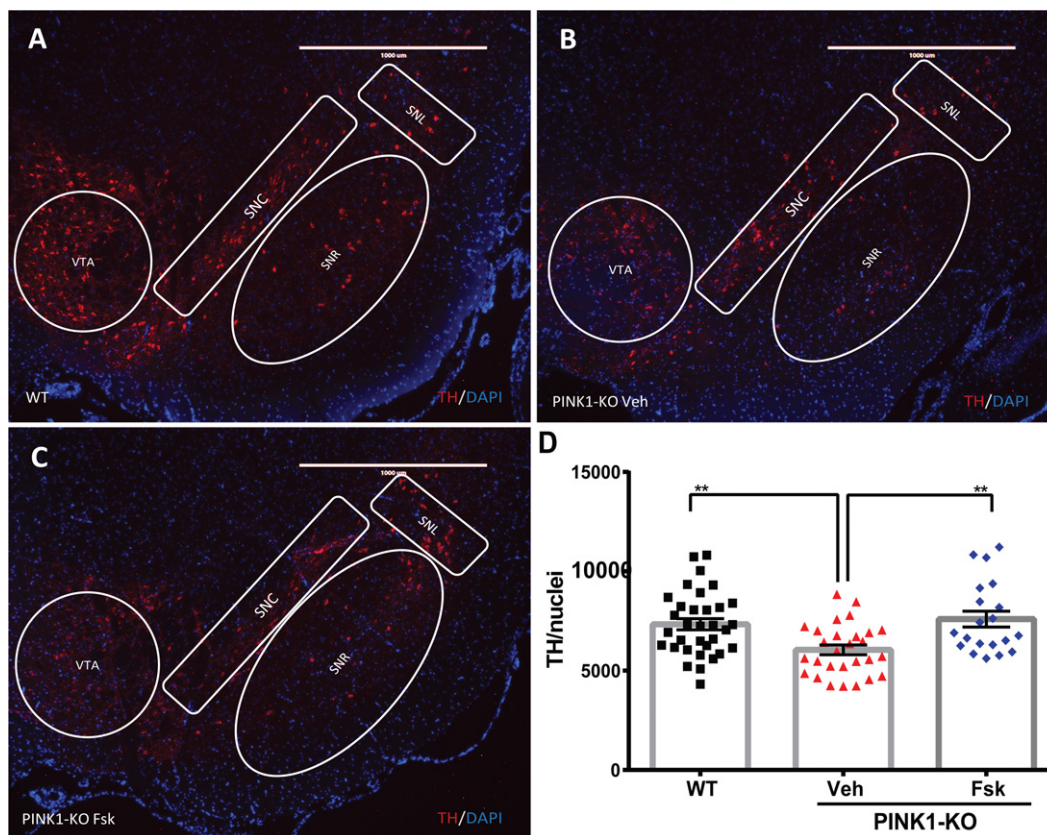 A
1000 um
SNL
SNC
SNR
VTA
WT
TH/DAPI
B
1000 um
SNL
SNC
SNR
VTA
PINK1-KO Veh
TH/DAPI
C
1000 um
SNL
SNC
SNR
VTA
PINK1-KO Fsk
TH/DAPI
D
TH/nuclei
15000
10000
5000
0
** **
WT Veh Fsk
PINK1-KO